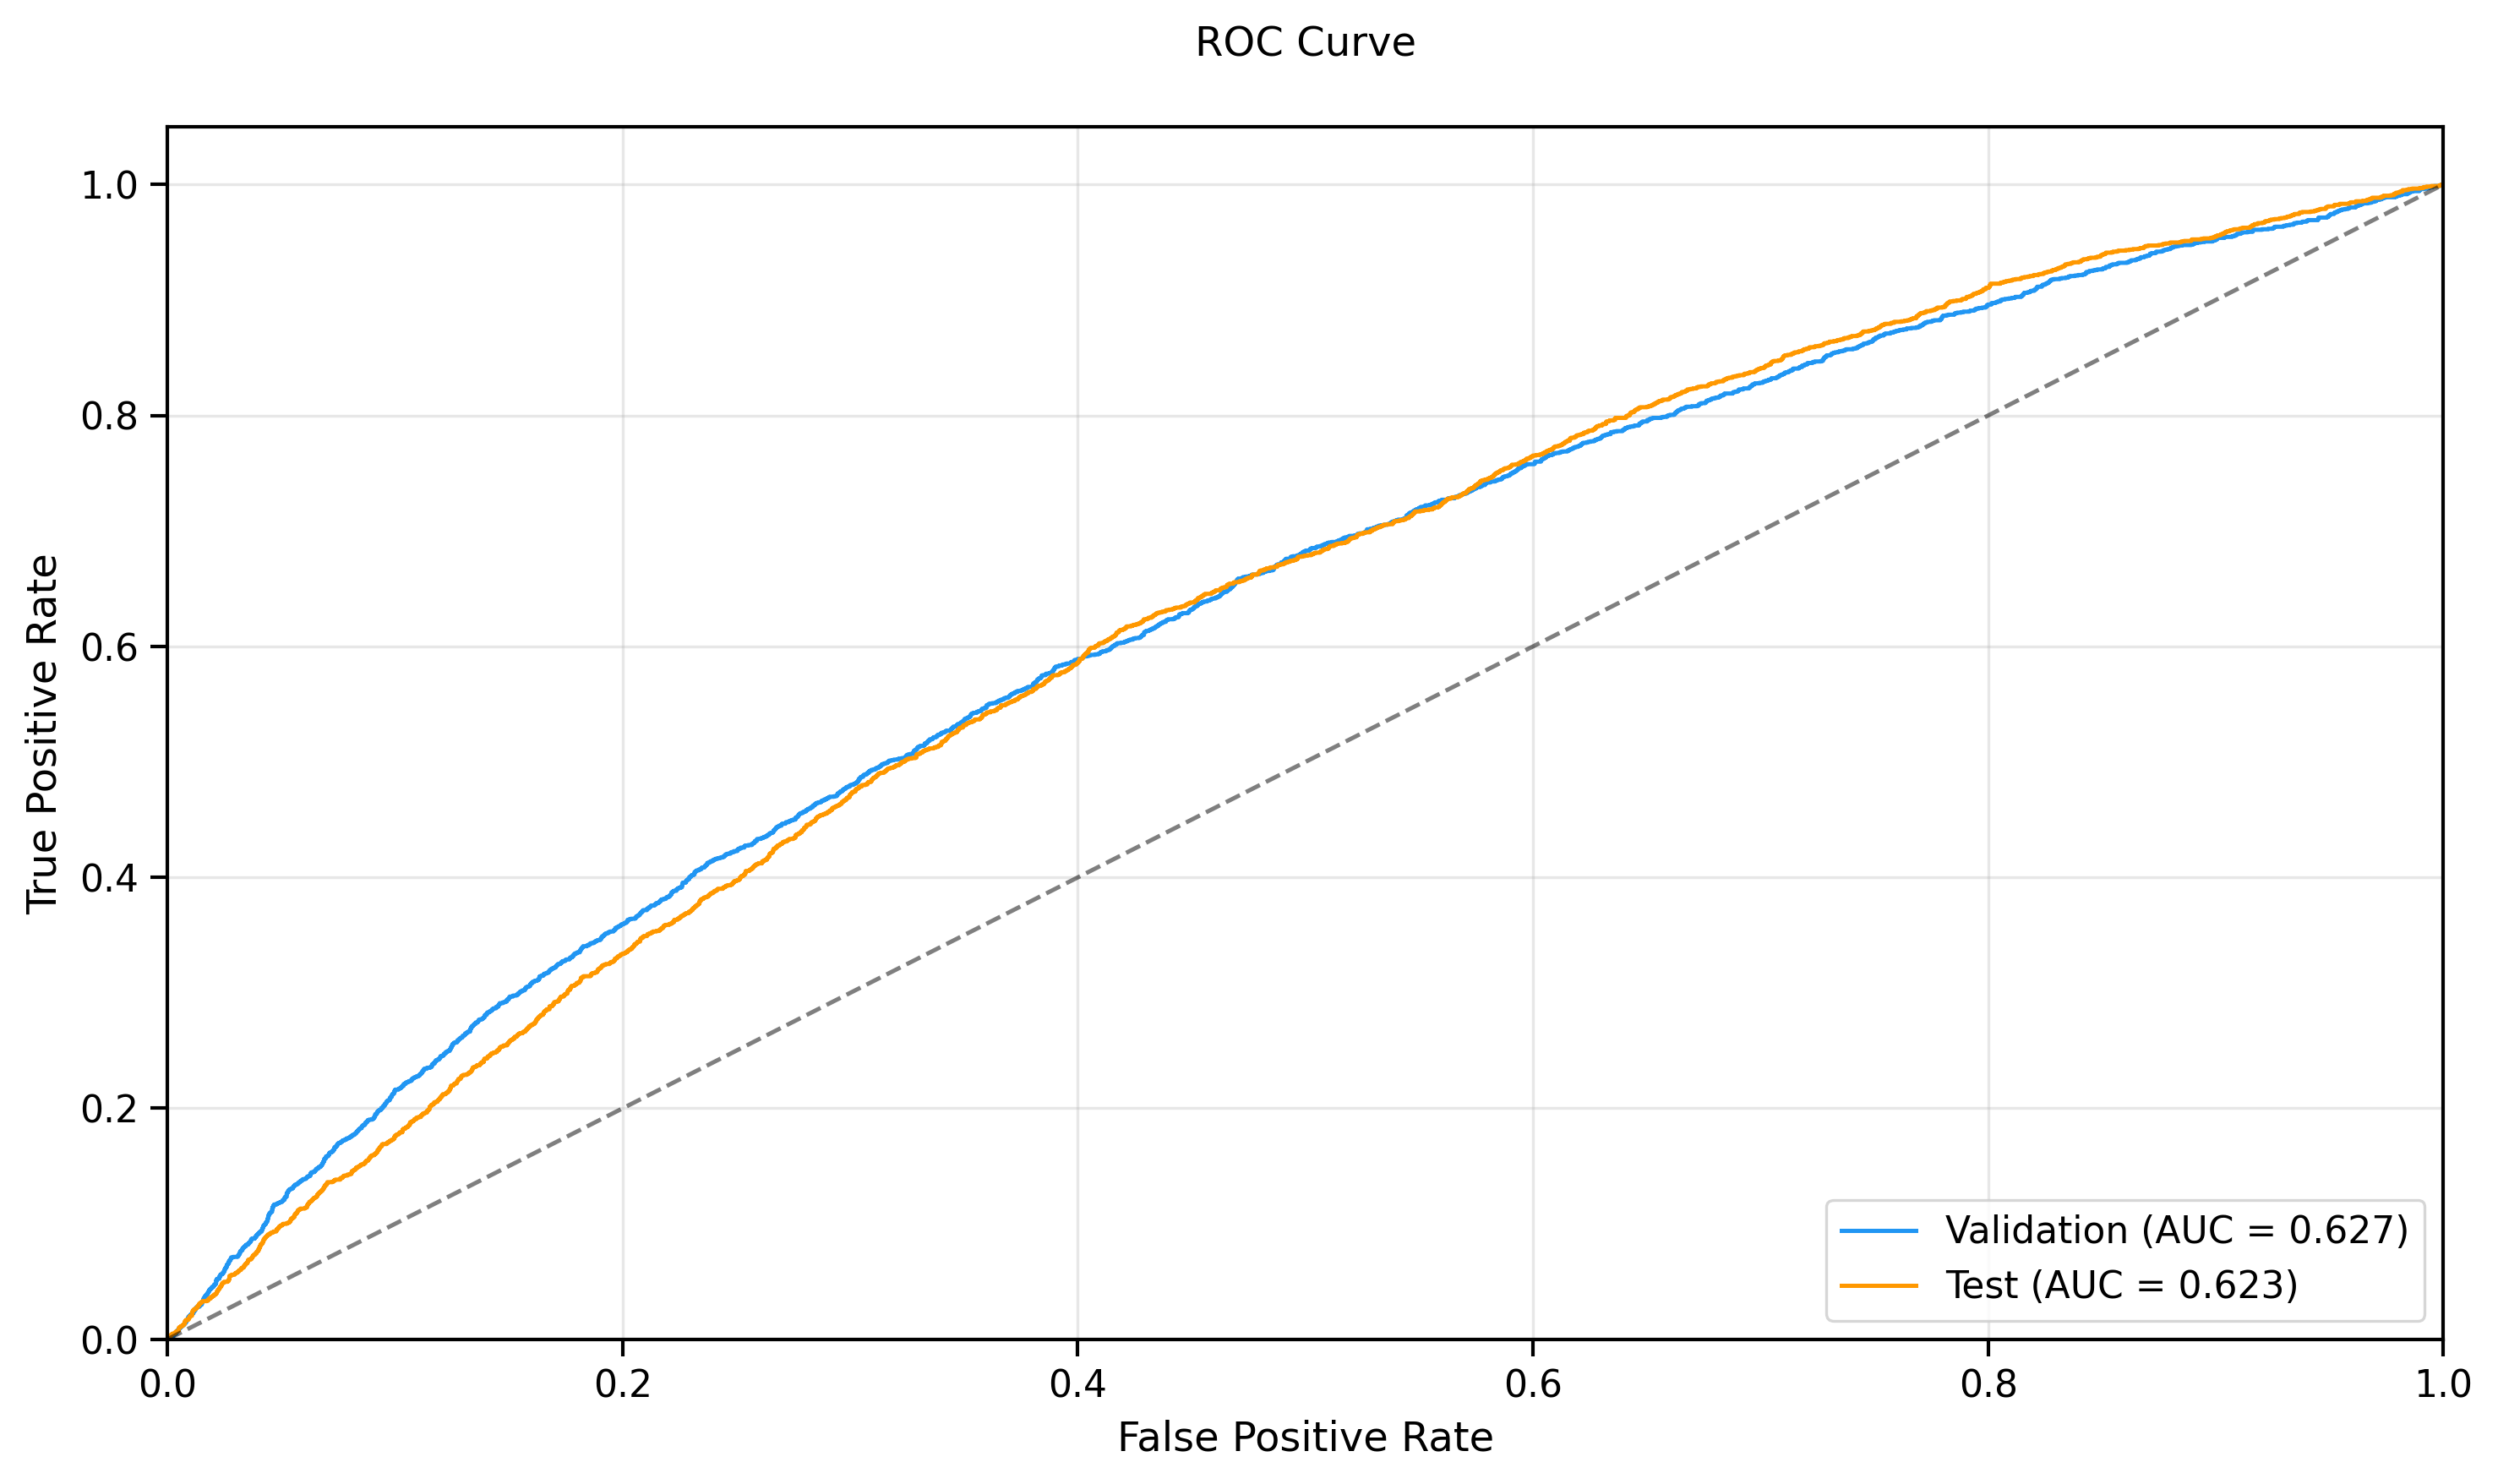 ROC Curve
1.0
0.8
0.6
0.4
0.2
0.0
True Positive Rate
0.0 0.2 0.4 0.6 0.8 1.0
False Positive Rate
Validation (AUC = 0.627)
Test (AUC = 0.623)